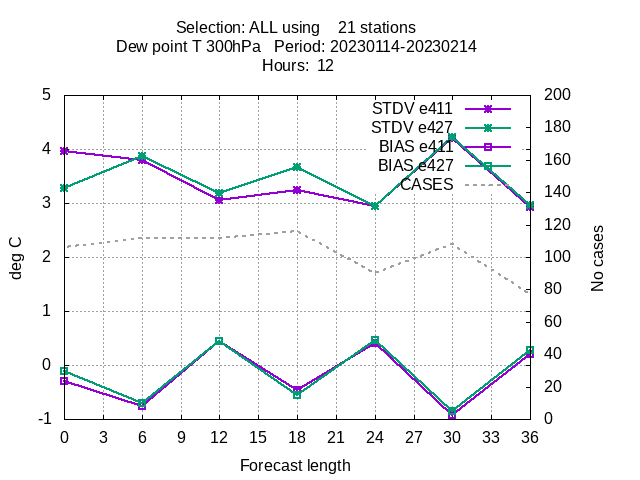 Selection: ALL using    21 stations
Dew point T 300hPa   Period: 20230114-20230214
Hours:  12
STDV e411
STDV e427
BIAS e411
BIAS e427
CASES
deg C
5
4
3
2
1
0
-1
No cases
200
180
160
140
120
100
80
60
40
20
0
0 3 6 9 12 15 18 21 24 27 30 33 36
Forecast length